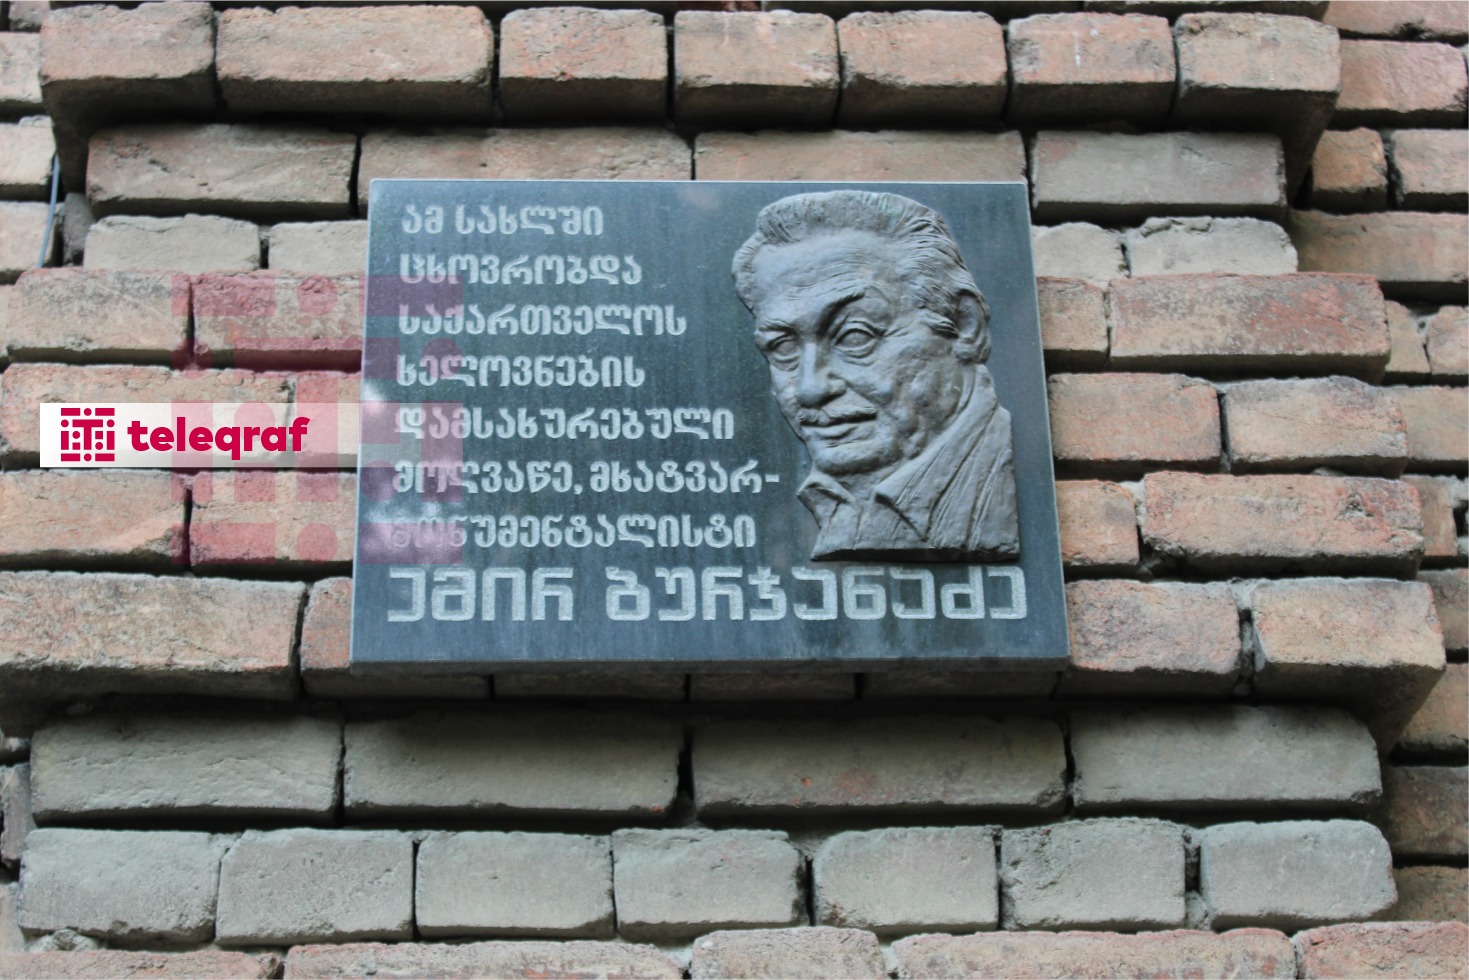 ამ სახლში
ცხოვრობდა
საქართველოს
ხელოვნების
დამსახურებული
მოღვაწე, მხატვარ-
მონუმენტალისტი
ემირ ბურჯანაძე
teleqraf